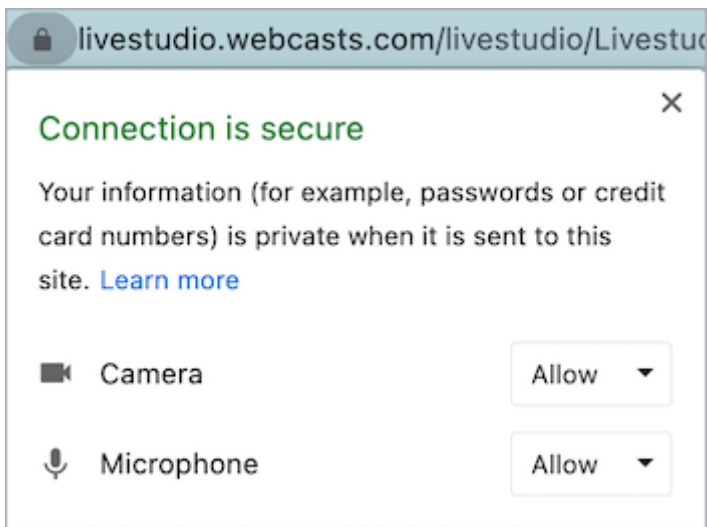 livestudio.webcasts.com/livestudio/Livestu
Connection is secure
Your information (for example, passwords or credit
card numbers) is private when it is sent to this
site. Learn more
Camera
Allow
Microphone
Allow